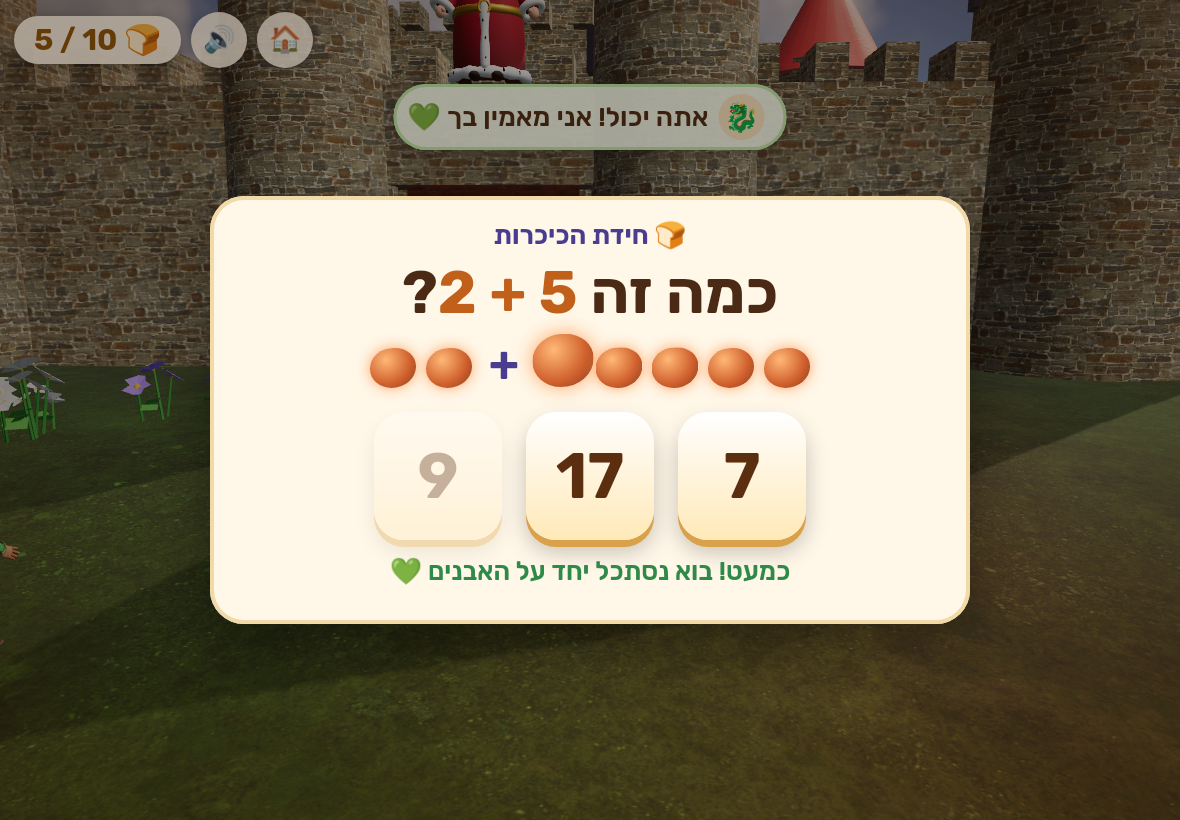 5 / 10
אתה יכול! אני מאמין בך
חידת הכיכרות
כמה זה 5 + 2?
+
7 17 9
כמעט! בוא נסתכל יחד על האבנים